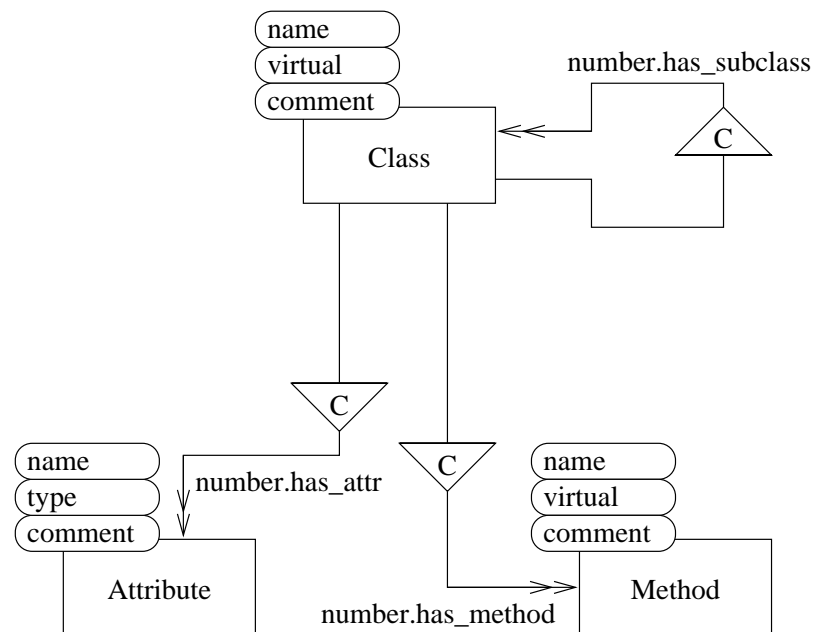 name
virtual
comment
Class
number.has_subclass
C
C
C
name
type
comment
Attribute
number.has_attr
number.has_method
name
virtual
comment
Method